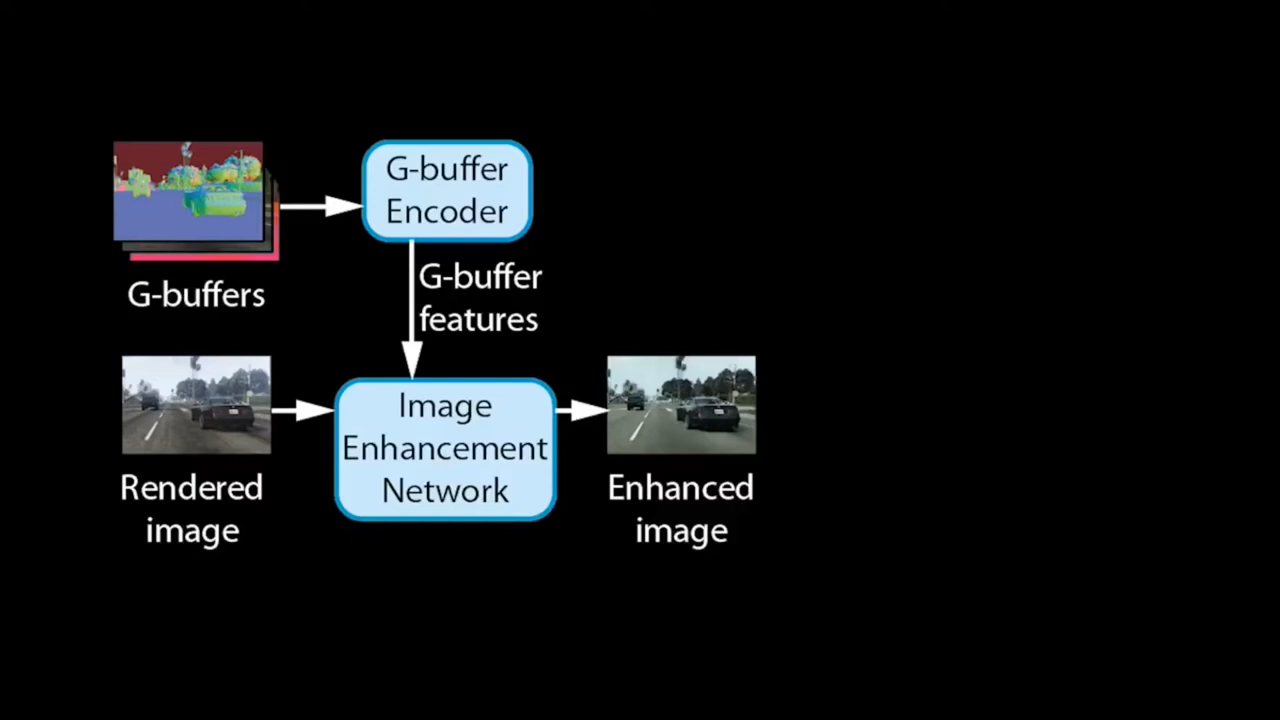 G-buffer
Encoder
G-buffers
G-buffer
features
Image
Enhancement
Network
Rendered
image
Enhanced
image